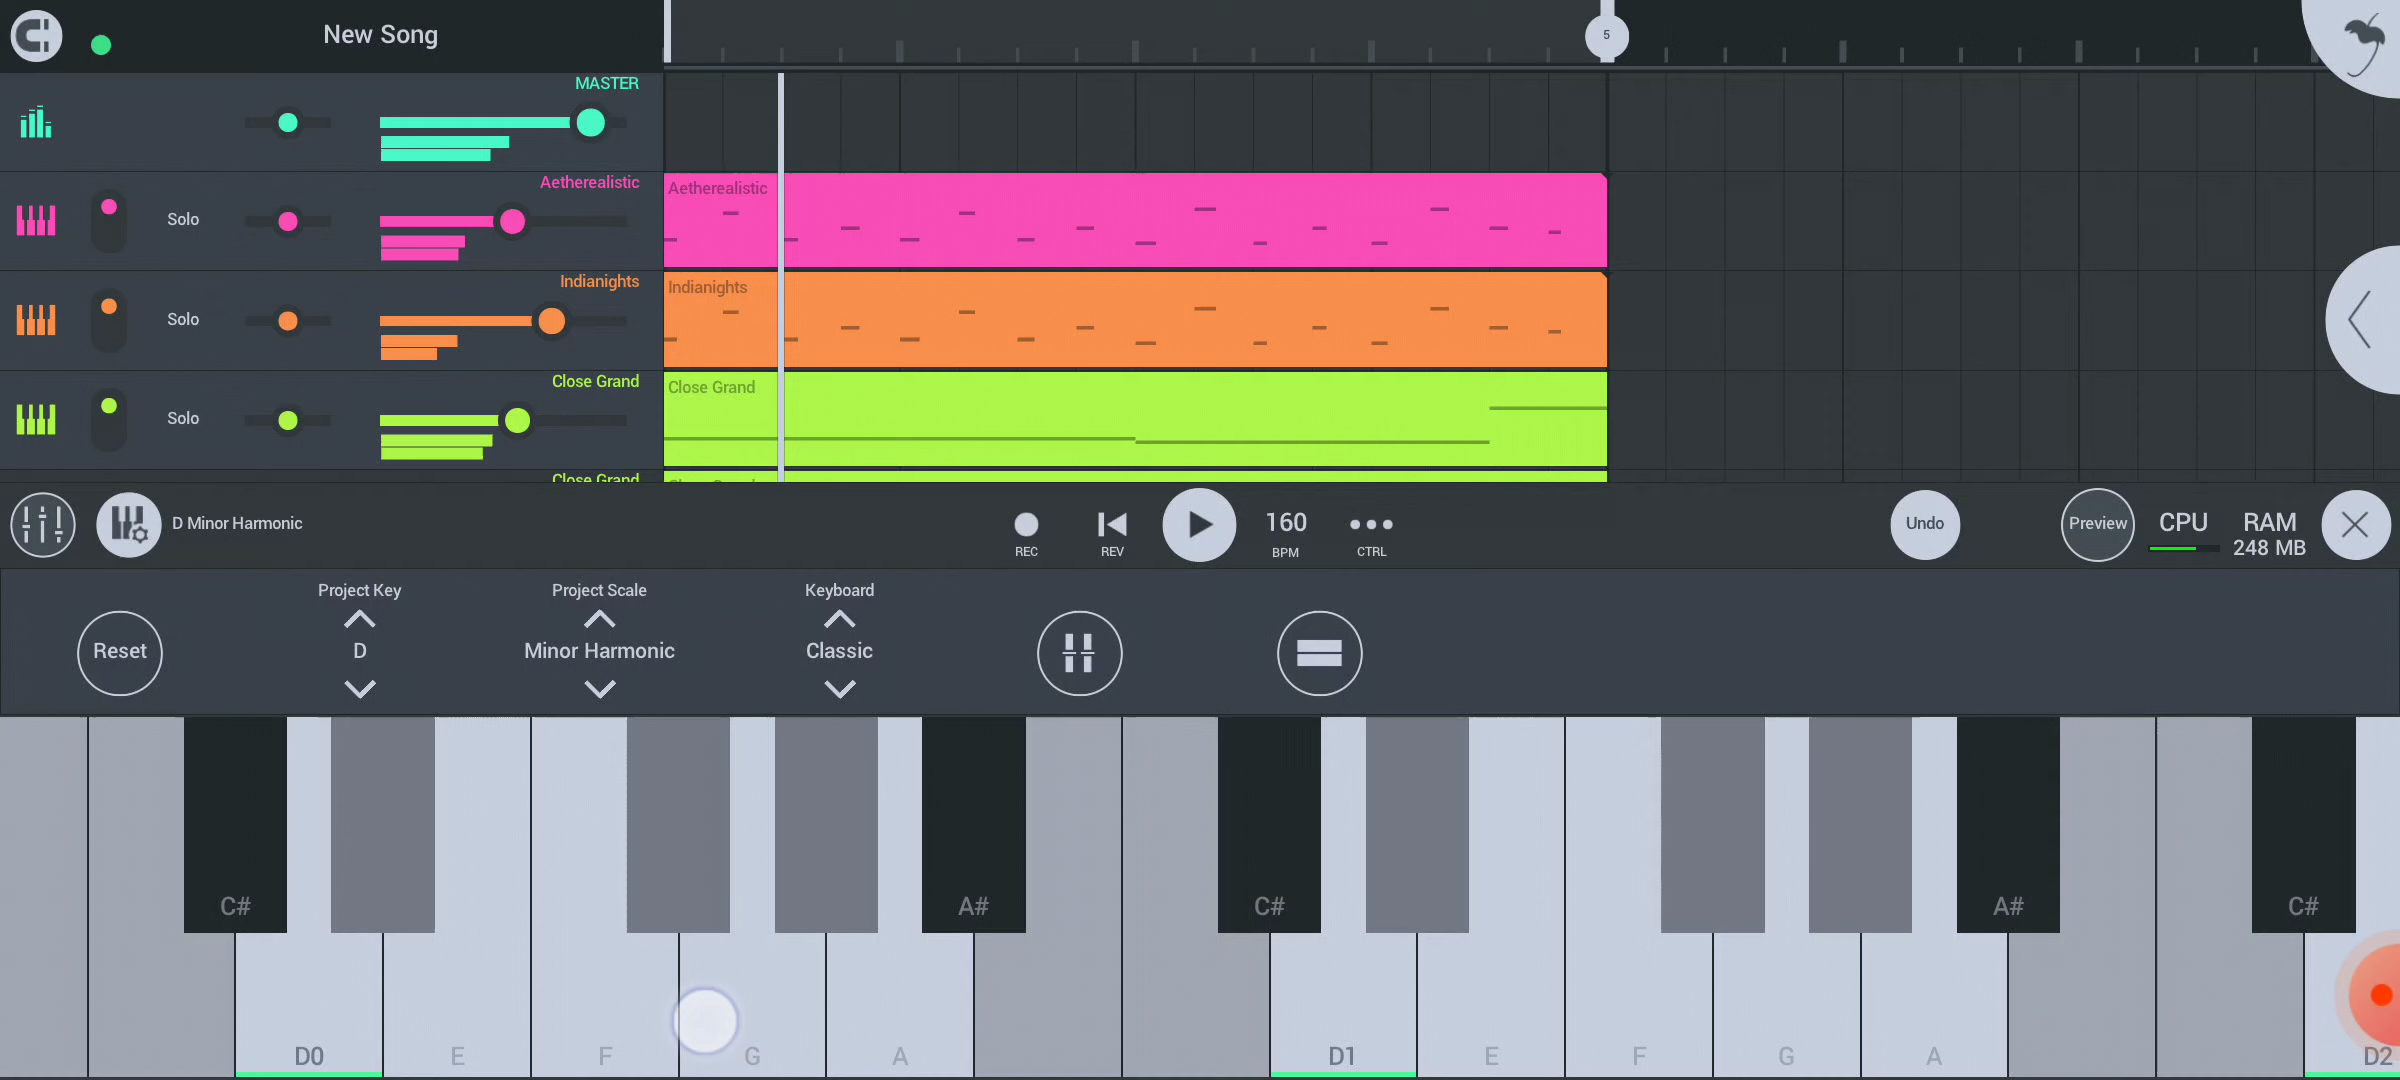 New Song
5
MASTER
Aetherealistic
Solo
Aetherealistic
Indianights
Solo
Indianights
Close Grand
Solo
Close Grand
Close Grand
D Minor Harmonic
REC
REV
160
BPM
CTRL
Undo
Preview
CPU
RAM
248 MB
Reset
Project Key
D
Project Scale
Minor Harmonic
Keyboard
Classic
C# A# C# A# C#
D0 E F G A D1 E F G A D2